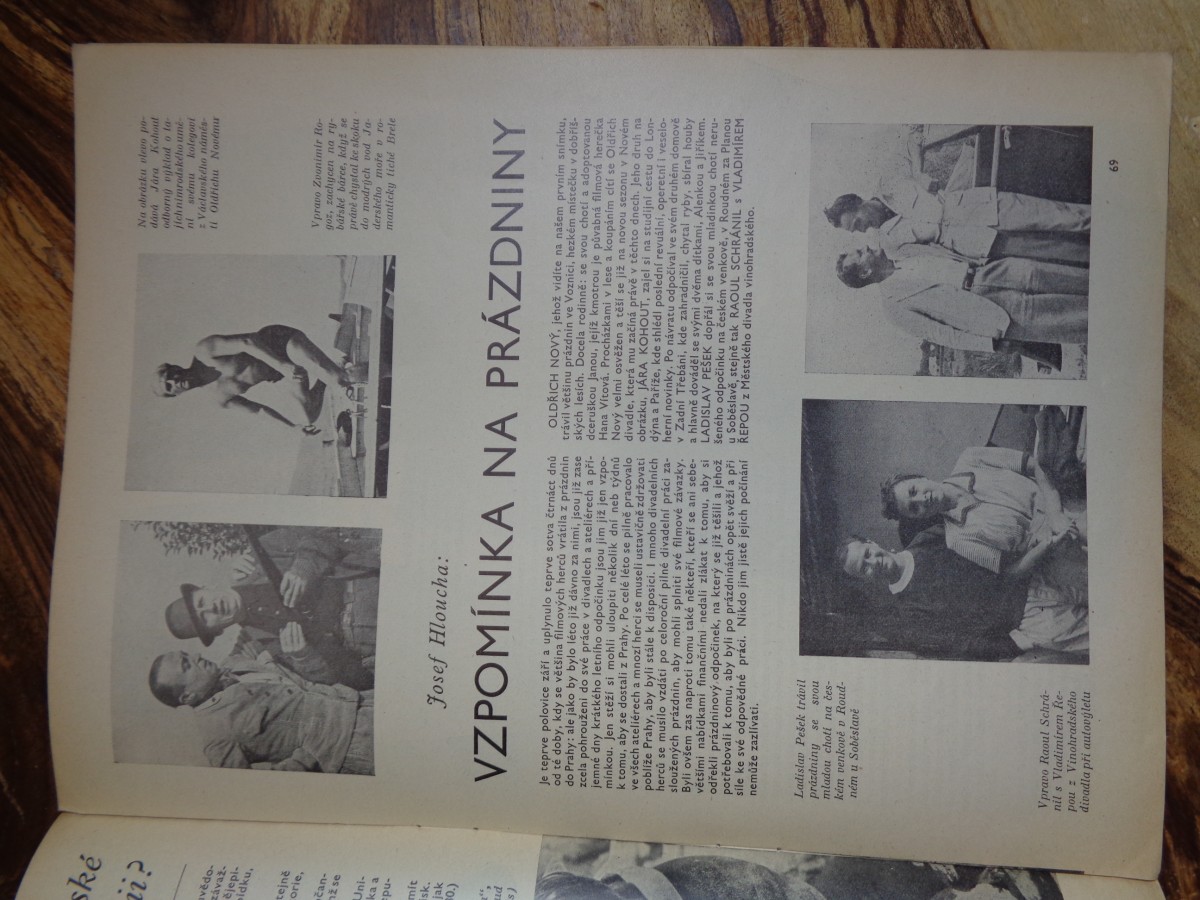 Na obrázku vlevo po-
dává Jára Kohout
odborný výklad o ta-
jích nimrodského umě-
ní svému kolegovi
z Václavského náměs-
tí Oldřichu Novému
Vpravo Zvonimir Ro-
goz, zachycen na ry-
bářské bárce, když se
právě chystal ke skoku
do modrých vod Ja-
derského moře v ro-
mantičky tiché Brele
Josef Hloucha:
VZPOMÍNKA NA PRÁZDNINY
Je teprve polovice září a uplynulo teprve sotva čtrnáct dnů
od té doby, kdy se většina filmových herců vrátila z prázdnin
do Prahy: ale jako by bylo léto již dávno za nimi, jsou již zase
zcela pohrouženi do své práce v divadlech a ateliérech a pří-
jemné dny krátkého letního odpočinku jsou jim již jen vzpo-
mínkou. Jen stěží si mohli uloupiti několik dní neb týdnů
k tomu, aby se dostali z Prahy. Po celé léto se pilně pracovalo
ve všech ateliérech a mnozí herci se museli ustavičně zdržovati
poblíže Prahy, aby byli stále k disposici. I mnoho divadelních
herců se musilo vzdáti po celoroční pilné divadelní práci za-
sloužených prázdnin, aby mohli splniti své filmové závazky.
Byli ovšem zas naproti tomu také někteří, kteří se ani sebe-
většími nabídkami finančními nedali zlákat k tomu, aby si
odřekli prázdninový odpočinek, na který se již těšili a jehož
potřebovali k tomu, aby byli po prázdninách opět svěží a při
síle ke své odpovědné práci. Nikdo jim jistě jejich počínání
nemůže zazlívati.
OLDŘICH NOVÝ, jehož vidíte na našem prvním snímku,
trávil většinu prázdnin ve Voznici, hezkém místečku v dobříš-
ských lesích. Docela rodinně: se svou chotí a adoptovanou
dceruškou Janou, jejíž kmotrou je půvabná filmová herečka
Hana Vítová. Procházkami v lese a koupáním cítí se Oldřich
Nový velmi osvěžen a těší se již na novou sezonu v Novém
divadle, která mu začíná právě v těchto dnech. Jeho druh na
obrázku, JÁRA KOHOUT, zajel si na studijní cestu do Lon-
dýna a Paříže, kde shlédl poslední revuální, operetní i veselo-
herní novinky. Po návratu odpočíval ve svém druhém domově
v Zadní Třebáni, kde zahradničil, chytal ryby, sbíral houby
a hlavně dováděl se svými dvěma dítkami, Alenkou a Jiříkem.
LADISLAV PEŠEK dopřál si se svou mladinkou chotí neru-
šeného odpočinku na českém venkově, v Roudném za Planou
u Soběslavě, stejně tak RAOUL SCHRÁNIL s VLADIMÍREM
ŘEPOU z Městského divadla vinohradského.
Ladislav Pešek trávil
prázdniny se svou
mladou chotí na čes-
kém venkově v Roud-
ném u Soběslavě
Vpravo Raoul Schrá-
nil s Vladimírem Ře-
pou z Vinohradského
divadla při autovýletu
69
ské
ii?